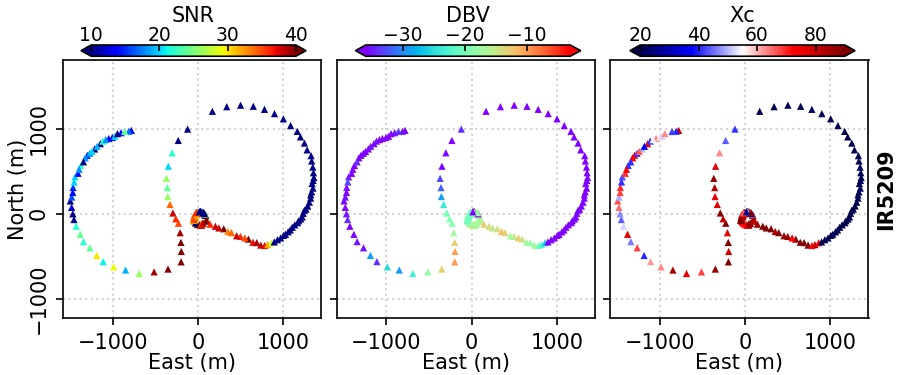 SNR DBV Xc
10 20 30 40 −30 −20 −10 20 40 60 80
North (m)
1000
0
−1000
IR5209
−1000 0 1000 −1000 0 1000 −1000 0 1000
East (m) East (m) East (m)